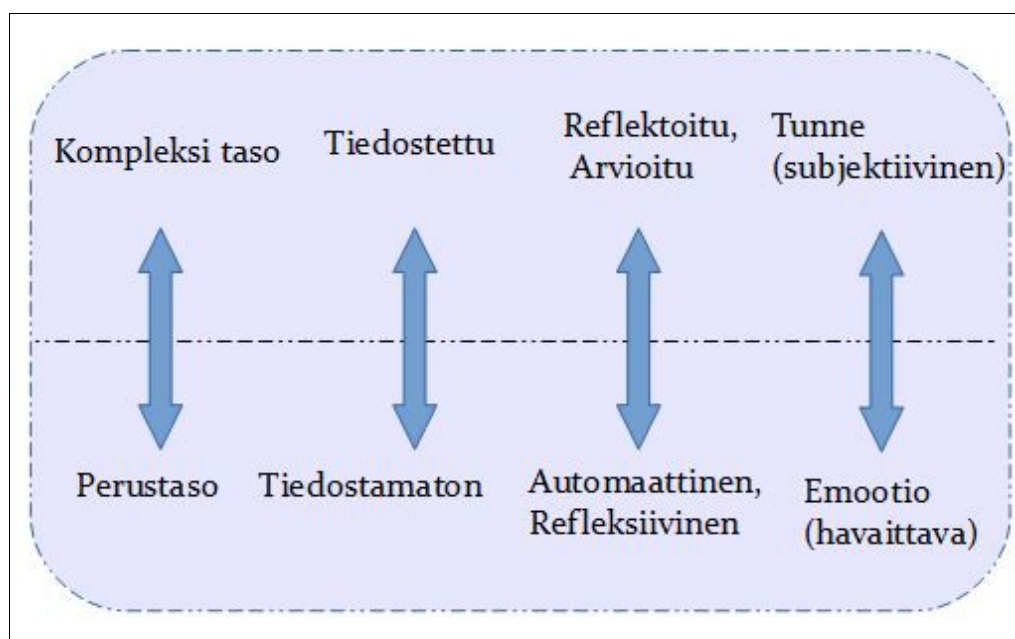 Kompleksi taso
Tiedostettu
Reflektoitu,
Arvioitu
Tunne
(subjektiivinen)
Perustaso
Tiedostamaton
Automaattinen,
Refleksiivinen
Emootio
(havaittava)